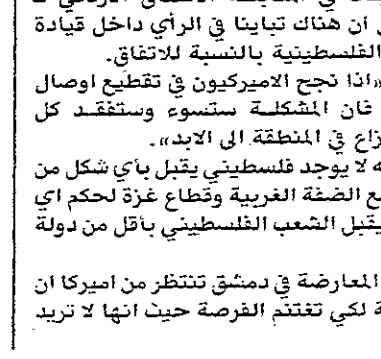 ن هناك تباينا في الرأي داخل قيادة
الفلسطينية بالنسبة للاتفاق.
«اذا نجح الاميركيون في تقطيع اوصال
فان المشكلة ستسوء وستفقد كل
زاع في المنطقة الى الابد».
ه لا يوجد فلسطيني يقبل بأي شكل من
ع الضفة الغربية وقطاع غزة لحكم اي
يقبل الشعب الفلسطيني بأقل من دولة
المعارضة في دمشق تنتظر من اميركا ان
ة لكي تغتنم الفرصة حيث انها لا تريد